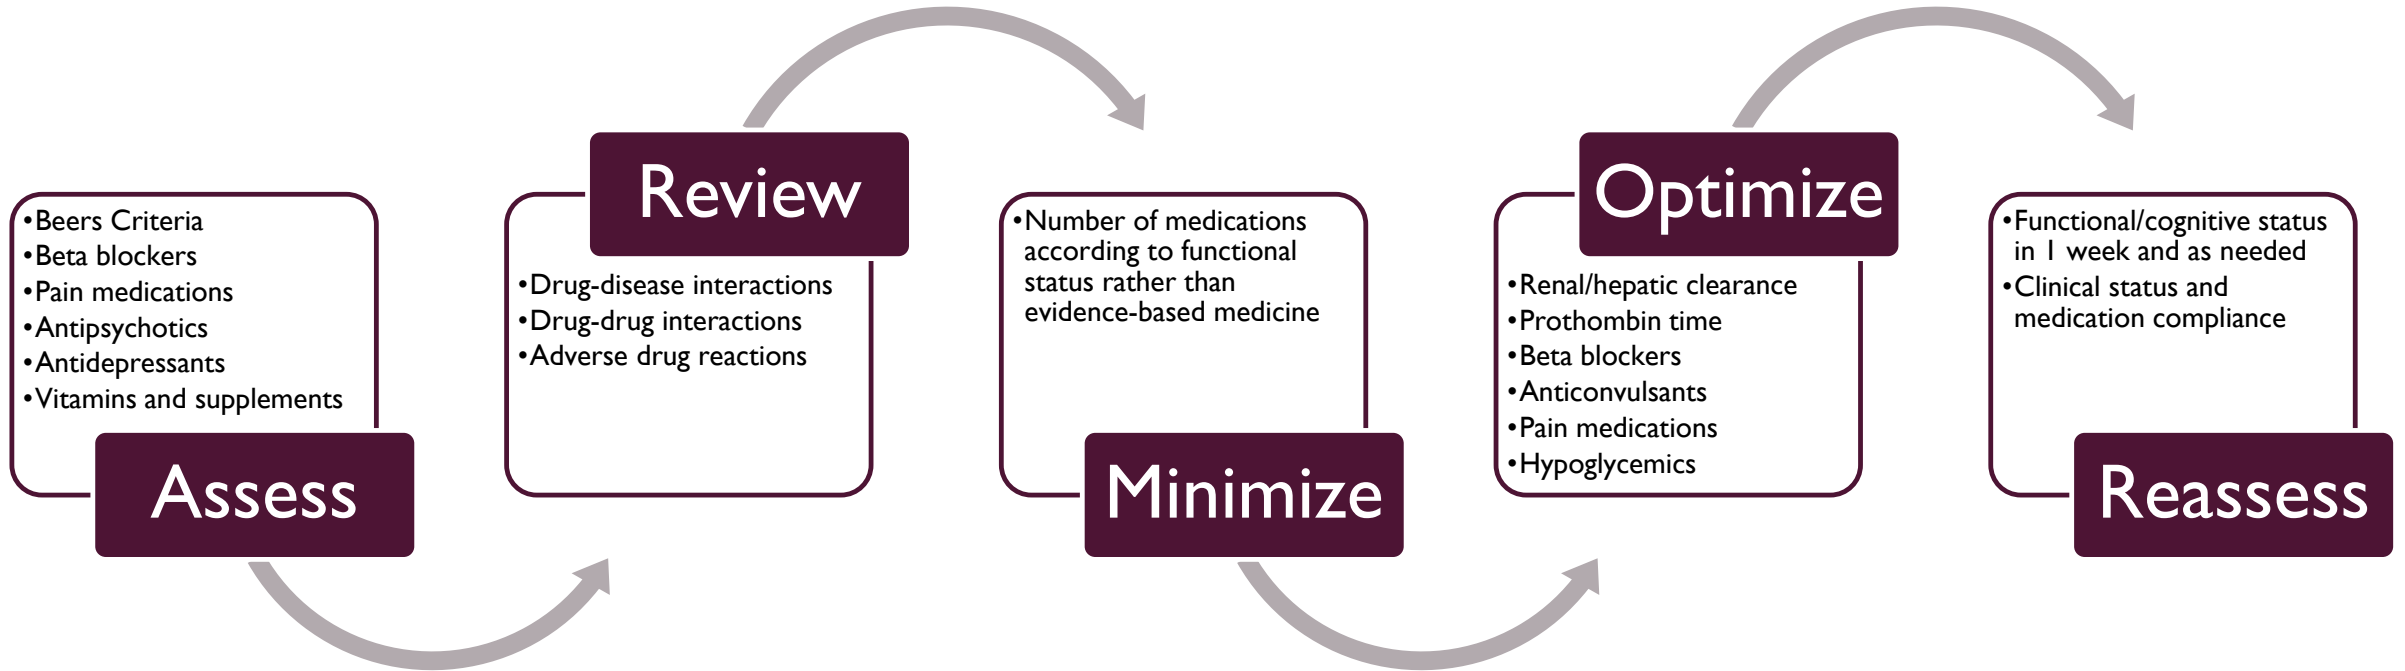 •Beers Criteria
•Beta blockers
•Pain medications
•Antipsychotics
•Antidepressants
•Vitamins and supplements
Assess
Review
•Drug-disease interactions
•Drug-drug interactions
•Adverse drug reactions
•Number of medications
according to functional
status rather than
evidence-based medicine
Minimize
Optimize
•Renal/hepatic clearance
•Prothombin time
•Beta blockers
•Anticonvulsants
•Pain medications
•Hypoglycemics
•Functional/cognitive status
in 1 week and as needed
•Clinical status and
medication compliance
Reassess